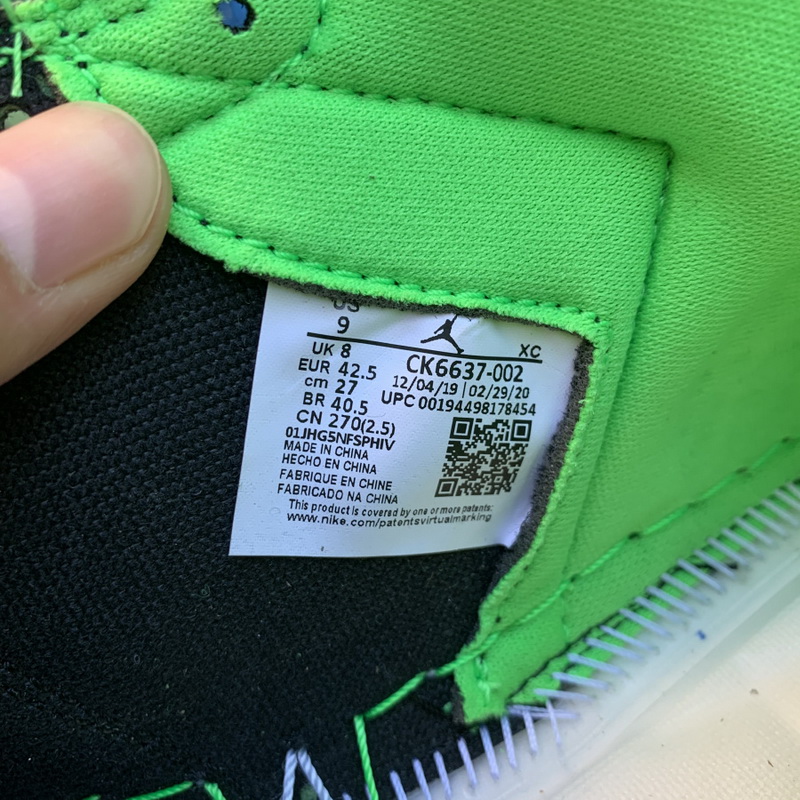 US
9
XC
UK 8
EUR 42.5
cm 27
BR 40.5
CN 270(2.5)
CK6637-002
12/04/19 | 02/29/20
UPC 00194498178454
01JHG5NFSPHIV
MADE IN CHINA
HECHO EN CHINA
FABRIQUE EN CHINE
FABRICADO NA CHINA
This product is covered by one or more patents:
www.nike.com/patentsvirtualmarking